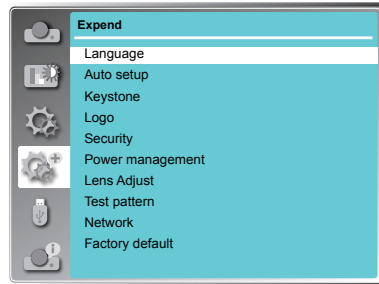 Expend
Language
Auto setup
Keystone
Logo
Security
Power management
Lens Adjust
Test pattern
Network
Factory default